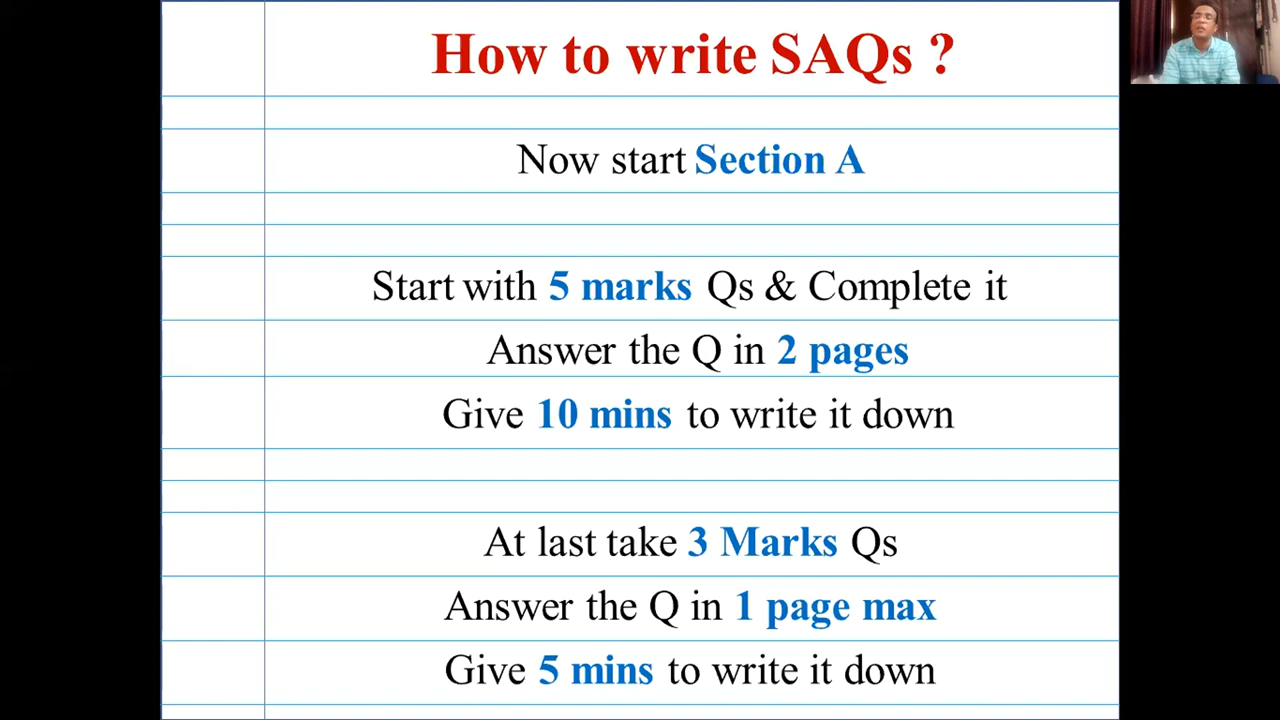 How to write SAQs ?
Now start Section A
Start with 5 marks Qs & Complete it
Answer the Q in 2 pages
Give 10 mins to write it down
At last take 3 Marks Qs
Answer the Q in 1 page max
Give 5 mins to write it down